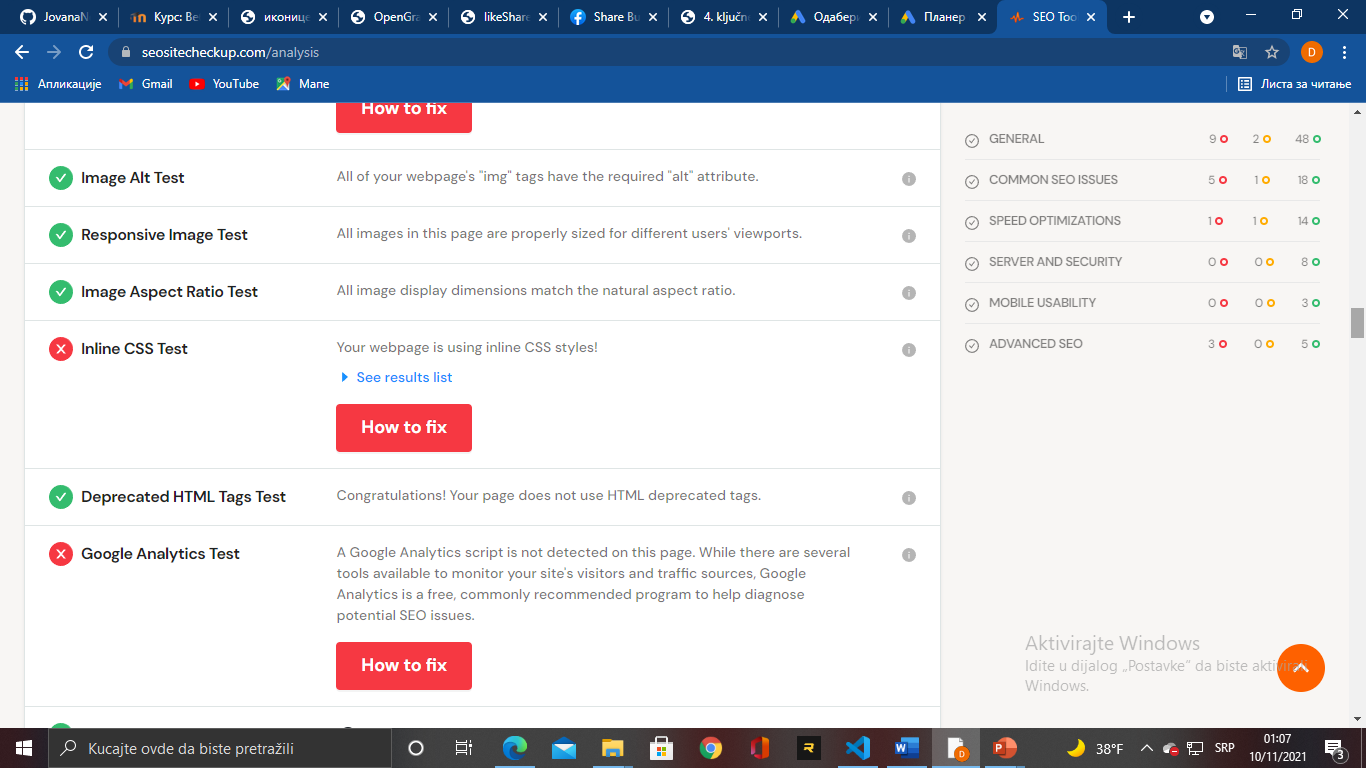 JovanaN
Курс: Ве
иконице
OpenGra
likeShare
Share Bu
4. ključn
Одабери
Планер
SEO Too
seositecheckup.com/analysis
D
Апликације
Gmail
YouTube
Мапе
Листа за читање
How to fix
Image Alt Test
All of your webpage's "img" tags have the required "alt" attribute.
Responsive Image Test
All images in this page are properly sized for different users' viewports.
Image Aspect Ratio Test
All image display dimensions match the natural aspect ratio.
Inline CSS Test
Your webpage is using inline CSS styles!
See results list
How to fix
Deprecated HTML Tags Test
Congratulations! Your page does not use HTML deprecated tags.
Google Analytics Test
A Google Analytics script is not detected on this page. While there are several
tools available to monitor your site's visitors and traffic sources, Google
Analytics is a free, commonly recommended program to help diagnose
potential SEO issues.
How to fix
GENERAL 9 2 48
COMMON SEO ISSUES 5 1 18
SPEED OPTIMIZATIONS 1 1 14
SERVER AND SECURITY 0 0 8
MOBILE USABILITY 0 0 3
ADVANCED SEO 3 0 5
Aktivirajte Windows
Idite u dijalog „Postavke“ da biste aktivirali
Windows.
Kucajte ovde da biste pretražili
38°F
SRP
01:07
10/11/2021
3